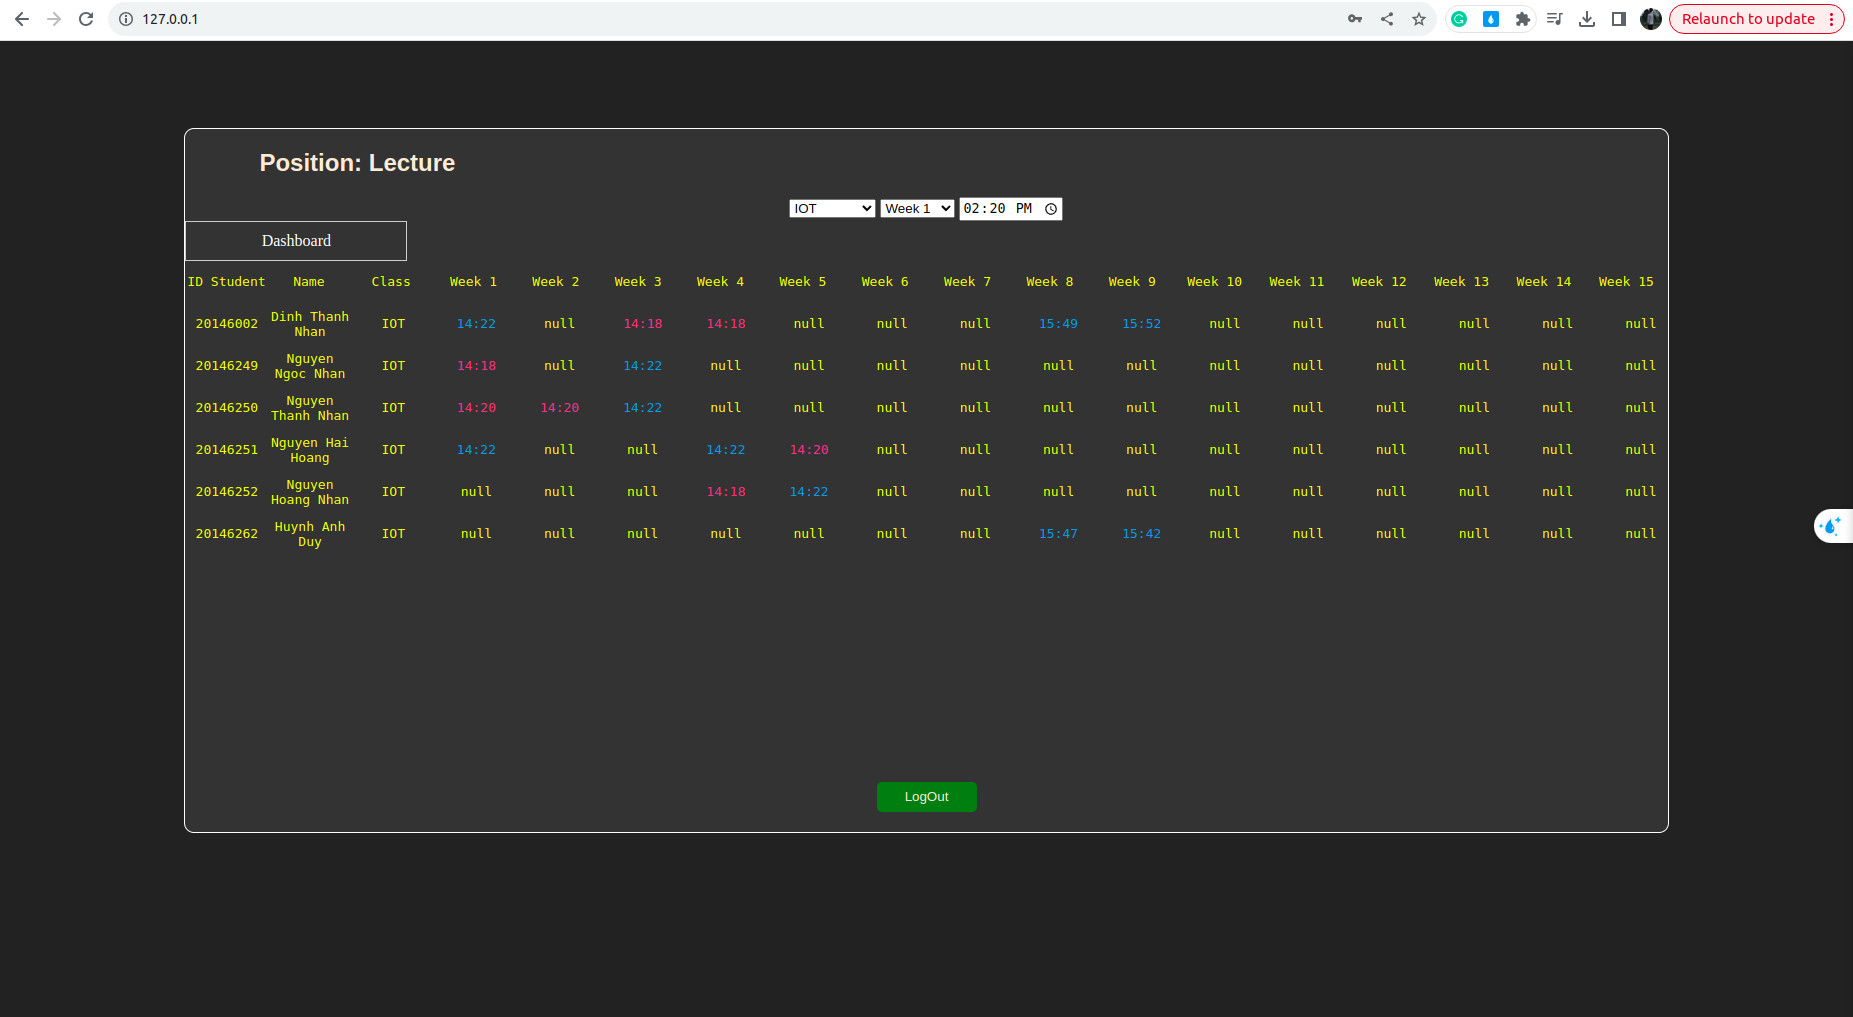 127.0.0.1
Relaunch to update
Position: Lecture
IOT Week 1 02:20 PM
Dashboard
ID Student Name Class Week 1 Week 2 Week 3 Week 4 Week 5 Week 6 Week 7 Week 8 Week 9 Week 10 Week 11 Week 12 Week 13 Week 14 Week 15
20146002 Dinh Thanh Nhan IOT 14:22 null 14:18 14:18 null null null 15:49 15:52 null null null null null null
20146249 Nguyen Ngoc Nhan IOT 14:18 null 14:22 null null null null null null null null null null null null
20146250 Nguyen Thanh Nhan IOT 14:20 14:20 14:22 null null null null null null null null null null null null
20146251 Nguyen Hai Hoang IOT 14:22 null null 14:22 14:20 null null null null null null null null null null
20146252 Nguyen Hoang Nhan IOT null null null 14:18 14:22 null null null null null null null null null null
20146262 Huynh Anh Duy IOT null null null null null null null 15:47 15:42 null null null null null null
LogOut